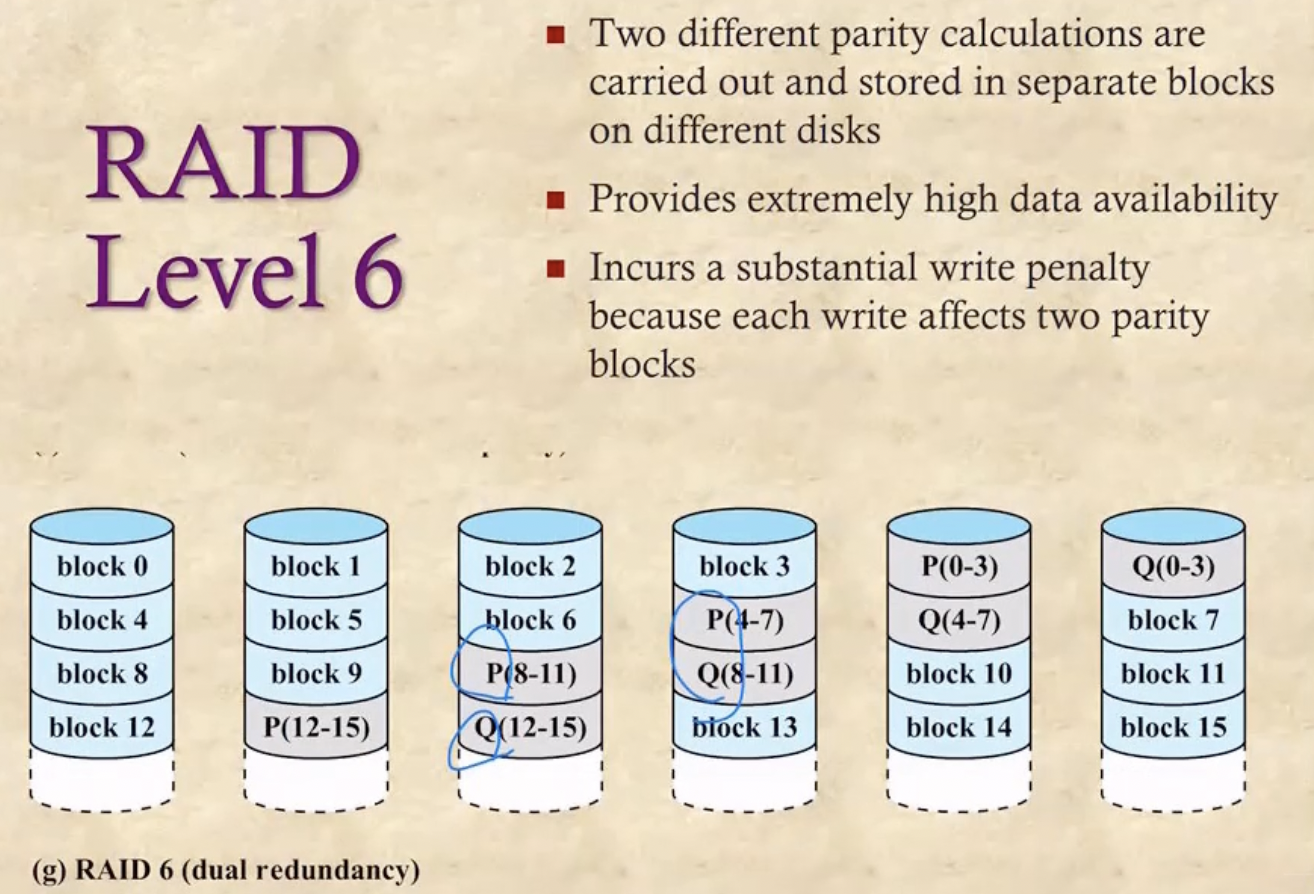 RAID
Level 6
■ Two different parity calculations are
carried out and stored in separate blocks
on different disks
■ Provides extremely high data availability
■ Incurs a substantial write penalty
because each write affects two parity
blocks
block 0 block 1 block 2 block 3 P(0-3) Q(0-3)
block 4 block 5 block 6 P(4-7) Q(4-7) block 7
block 8 block 9 P(8-11) Q(8-11) block 10 block 11
block 12 P(12-15) Q(12-15) block 13 block 14 block 15
(g) RAID 6 (dual redundancy)